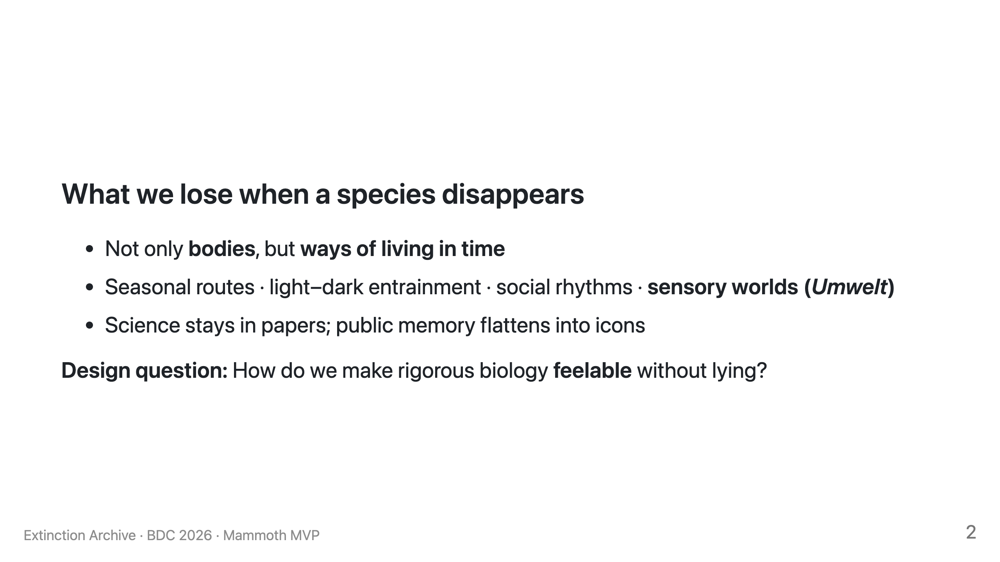 What we lose when a species disappears
• Not only bodies, but ways of living in time
• Seasonal routes · light–dark entrainment · social rhythms · sensory worlds (Umwelt)
• Science stays in papers; public memory flattens into icons
Design question: How do we make rigorous biology feelable without lying?
Extinction Archive · BDC 2026 · Mammoth MVP
2